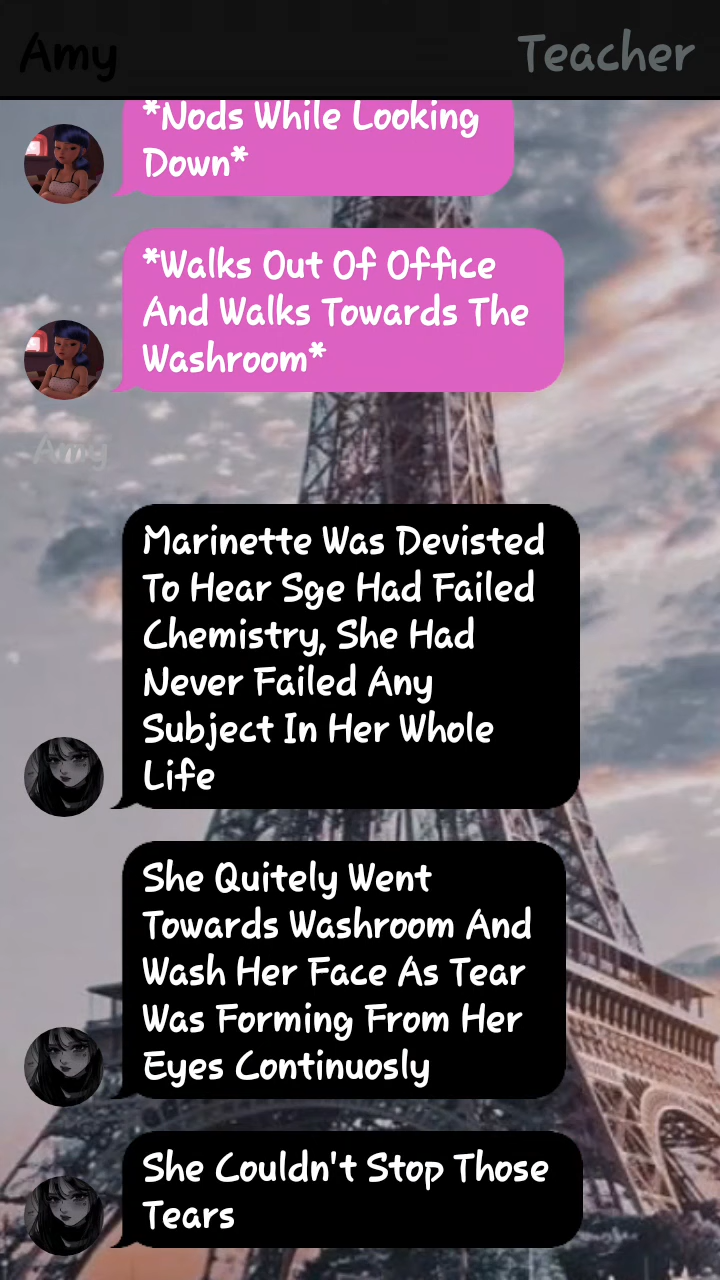 Amy
Teacher
*Nods While Looking
Down*
*Walks Out Of Office
And Walks Towards The
Washroom*
Amy
Marinette Was Devisted
To Hear Sge Had Failed
Chemistry, She Had
Never Failed Any
Subject In Her Whole
Life
She Quitely Went
Towards Washroom And
Wash Her Face As Tear
Was Forming From Her
Eyes Continuosly
She Couldn't Stop Those
Tears